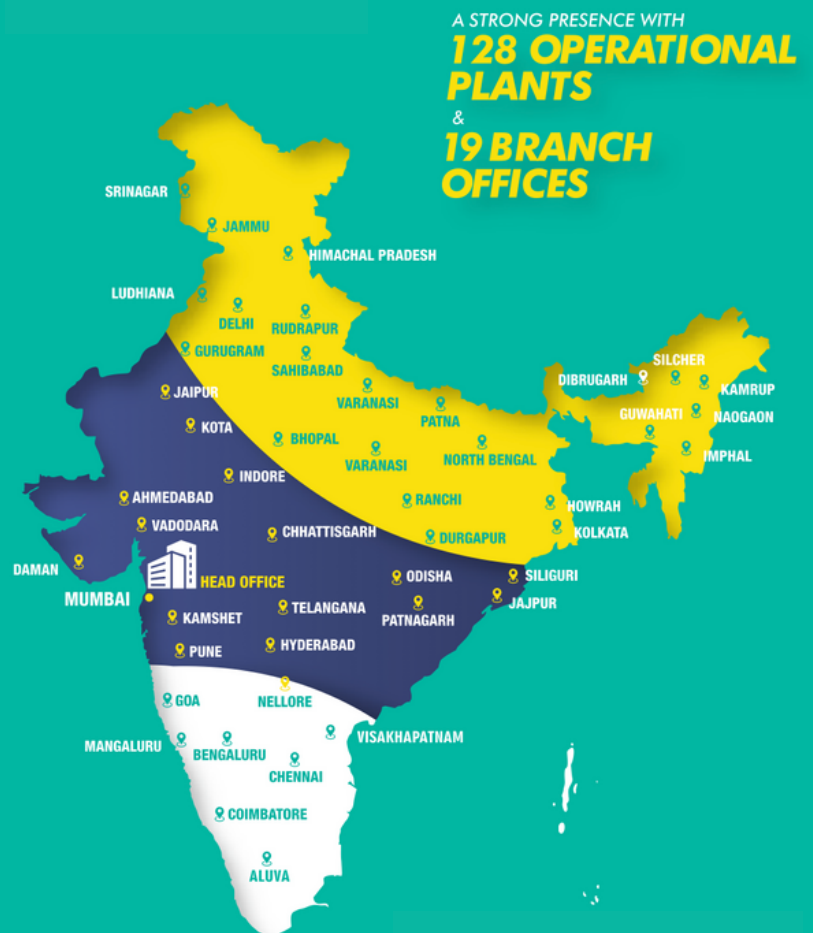 A STRONG PRESENCE WITH
128 OPERATIONAL
PLANTS
&
19 BRANCH
OFFICES
SRINAGAR
JAMMU
HIMACHAL PRADESH
LUDHIANA
DELHI
RUDRAPUR
GURUGRAM
SAHIBABAD
SILCHER
DIBRUGARH
KAMRUP
JAIPUR
VARANASI
PATNA
GUWAHATI
NAOGAON
KOTA
BHOPAL
VARANASI
NORTH BENGAL
IMPHAL
INDORE
AHMEDABAD
RANCHI
HOWRAH
VADODARA
CHHATTISGARH
DURGAPUR
KOLKATA
DAMAN
HEAD OFFICE
ODISHA
SILIGURI
MUMBAI
JAJPUR
KAMSHET
TELANGANA
PATNAGARH
PUNE
HYDERABAD
GOA
NELLORE
MANGALURU
BENGALURU
VISAKHAPATNAM
CHENNAI
COIMBATORE
ALUVA